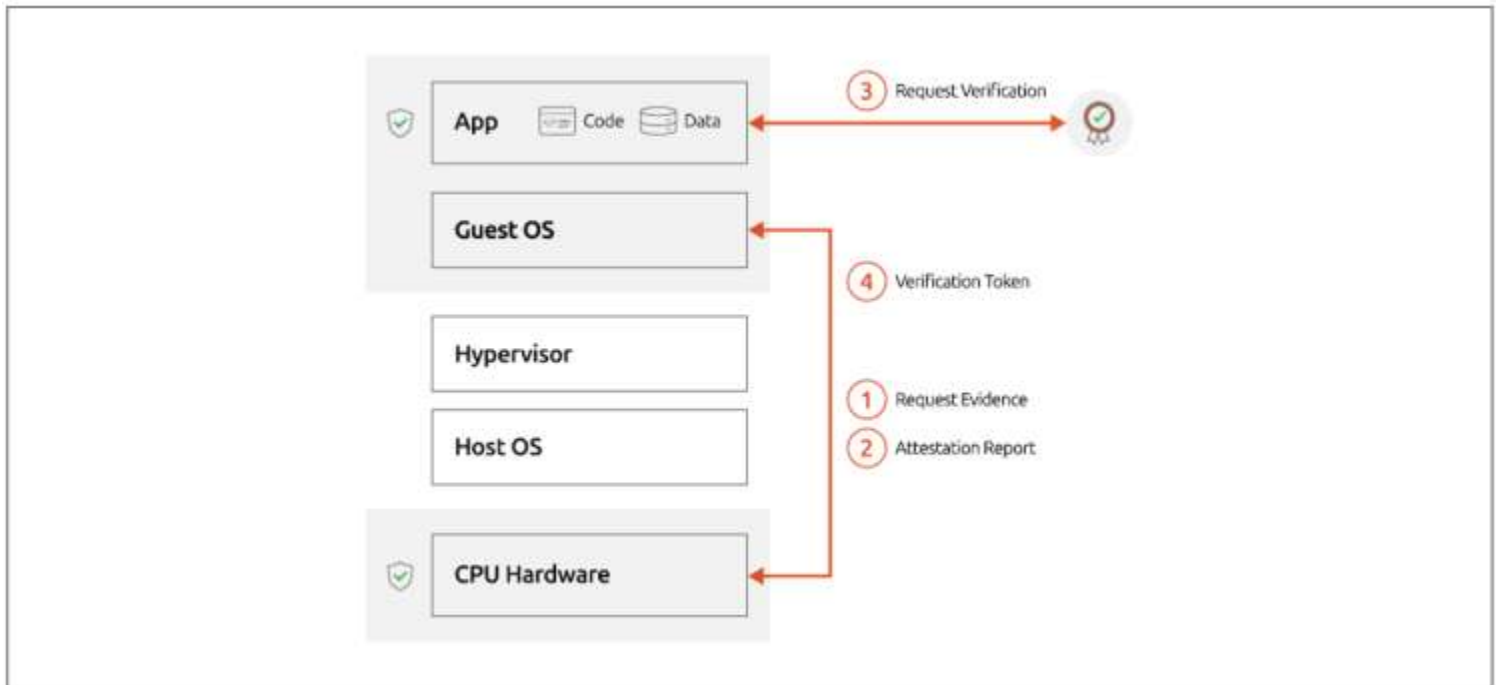 App
Code
Data
3 Request Verification
Guest OS
4 Verification Token
Hypervisor
1 Request Evidence
Host OS
2 Attestation Report
CPU Hardware